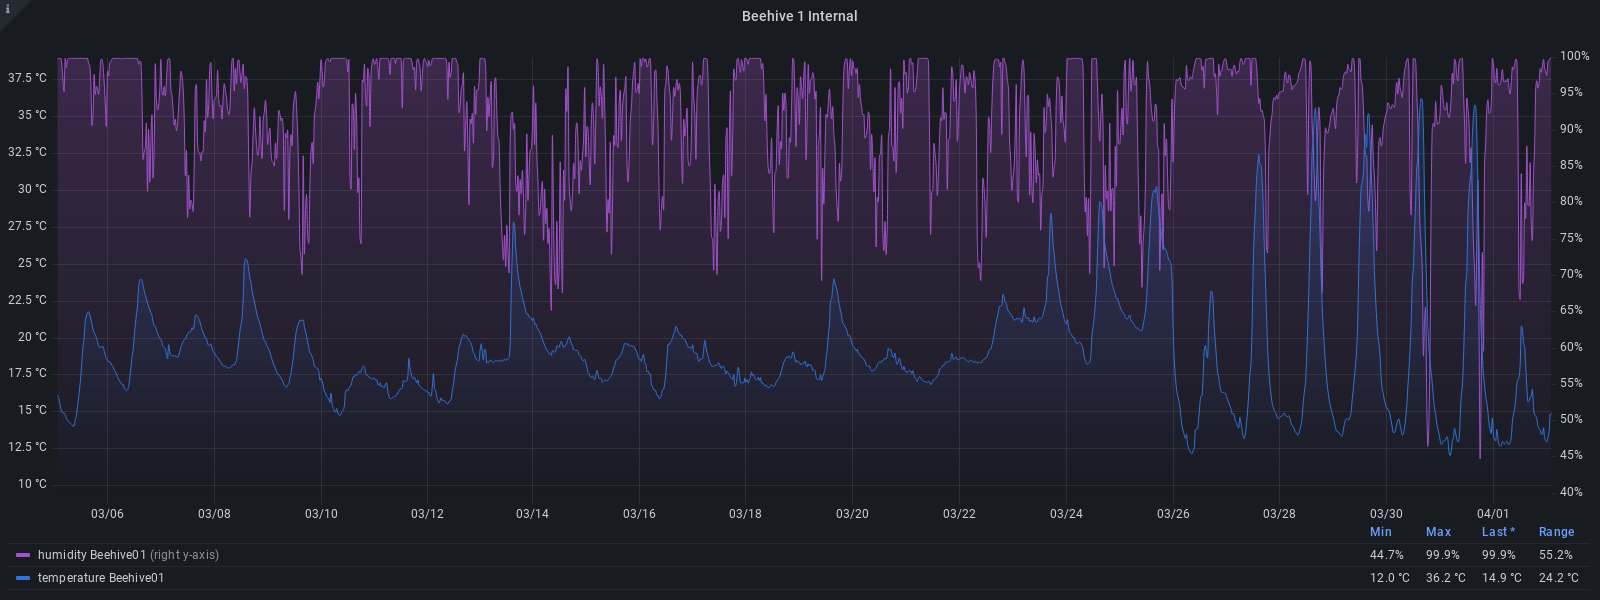 i
Beehive 1 Internal
37.5 °C
35 °C
32.5 °C
30 °C
27.5 °C
25 °C
22.5 °C
20 °C
17.5 °C
15 °C
12.5 °C
10 °C
100%
95%
90%
85%
80%
75%
70%
65%
60%
55%
50%
45%
40%
03/06 03/08 03/10 03/12 03/14 03/16 03/18 03/20 03/22 03/24 03/26 03/28 03/30 04/01
Min Max Last * Range
humidity Beehive01 (right y-axis) 44.7% 99.9% 99.9% 55.2%
temperature Beehive01 12.0 °C 36.2 °C 14.9 °C 24.2 °C